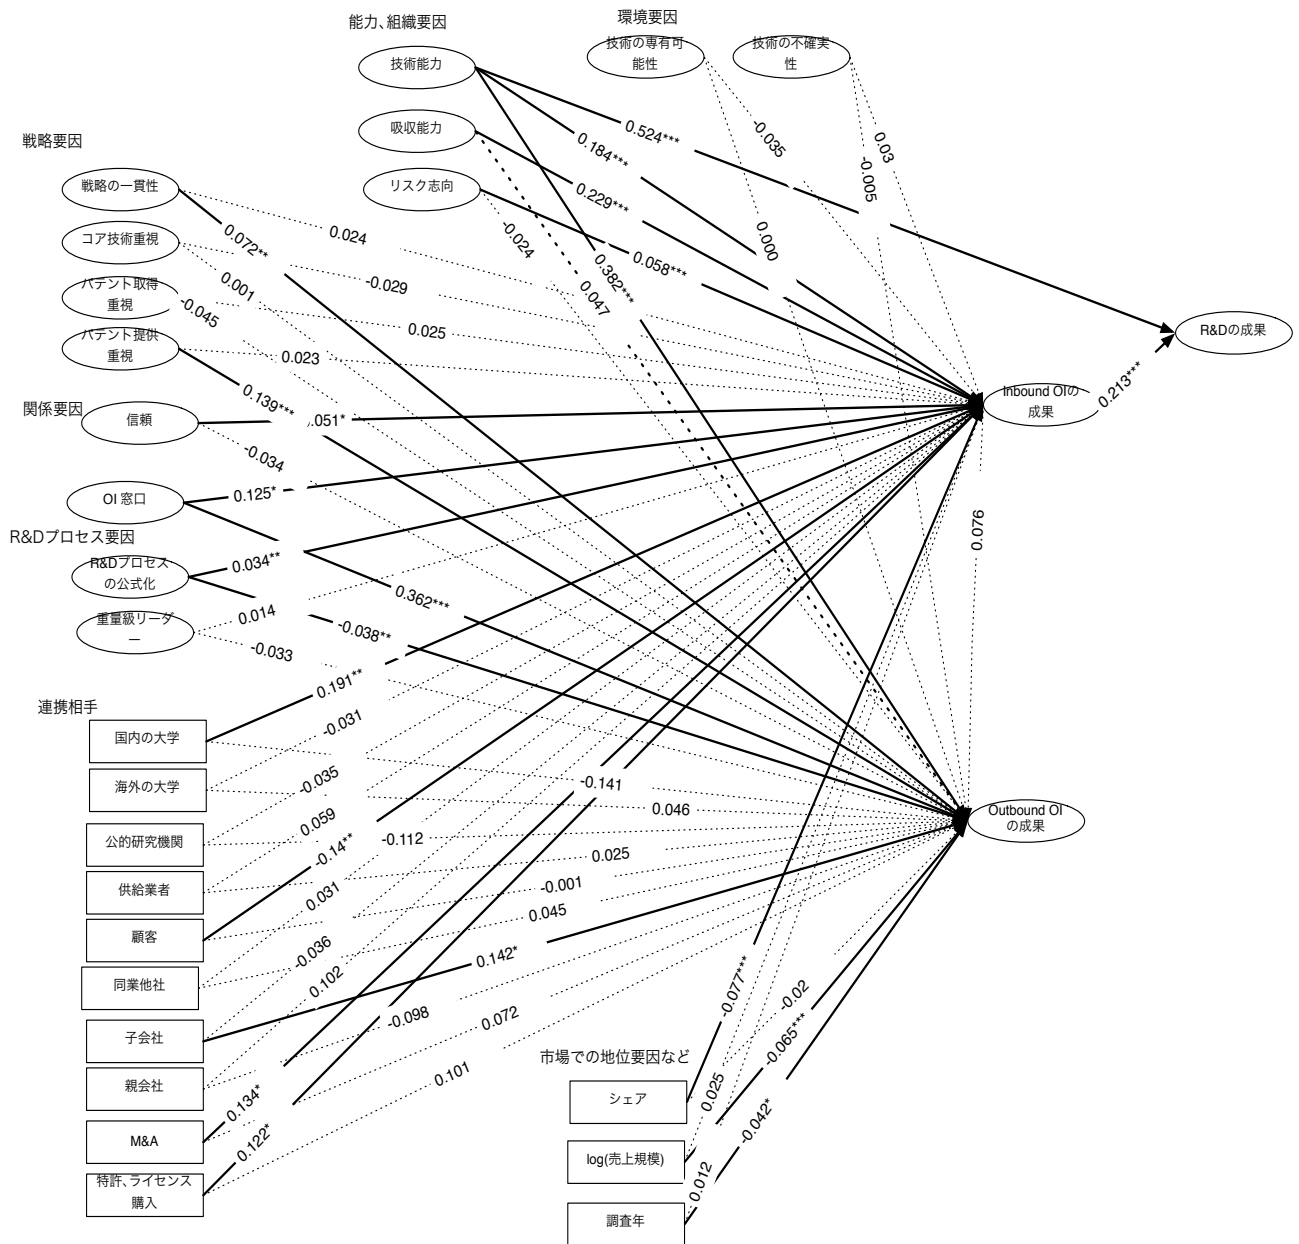 能力、組織要因
環境要因
技術能力
技術の専有可
能性
技術の不確実
性
吸収能力
リスク志向
戦略要因
戦略の一貫性
コア技術重視
パテント取得
重視
パテント提供
重視
関係要因
信頼
OI 窓口
R&Dプロセス要因
R&Dプロセス
の公式化
重量級リーダ
ー
連携相手
国内の大学
海外の大学
公的研究機関
供給業者
顧客
同業他社
子会社
親会社
M&A
特許、ライセンス
購入
市場での地位要因など
シェア
log(売上規模)
調査年
R&Dの成果
Inbound OIの
成果
Outbound OI
の成果
0.524***
0.184***
0.229***
0.058***
0.382***
0.047
-0.024
-0.035
0.000
-0.005
0.03
0.213***
0.076
0.072**
0.024
0.001
-0.029
-0.045
0.025
0.023
0.139***
.051*
-0.034
0.125*
0.362***
0.034**
-0.038**
0.014
-0.033
0.191**
-0.031
-0.035
0.059
-0.14**
0.031
-0.036
0.102
0.134*
0.122*
-0.141
0.046
-0.112
0.025
-0.001
0.045
0.142*
-0.098
0.072
0.101
-0.077***
-0.02
0.025
-0.065***
0.012
-0.042*